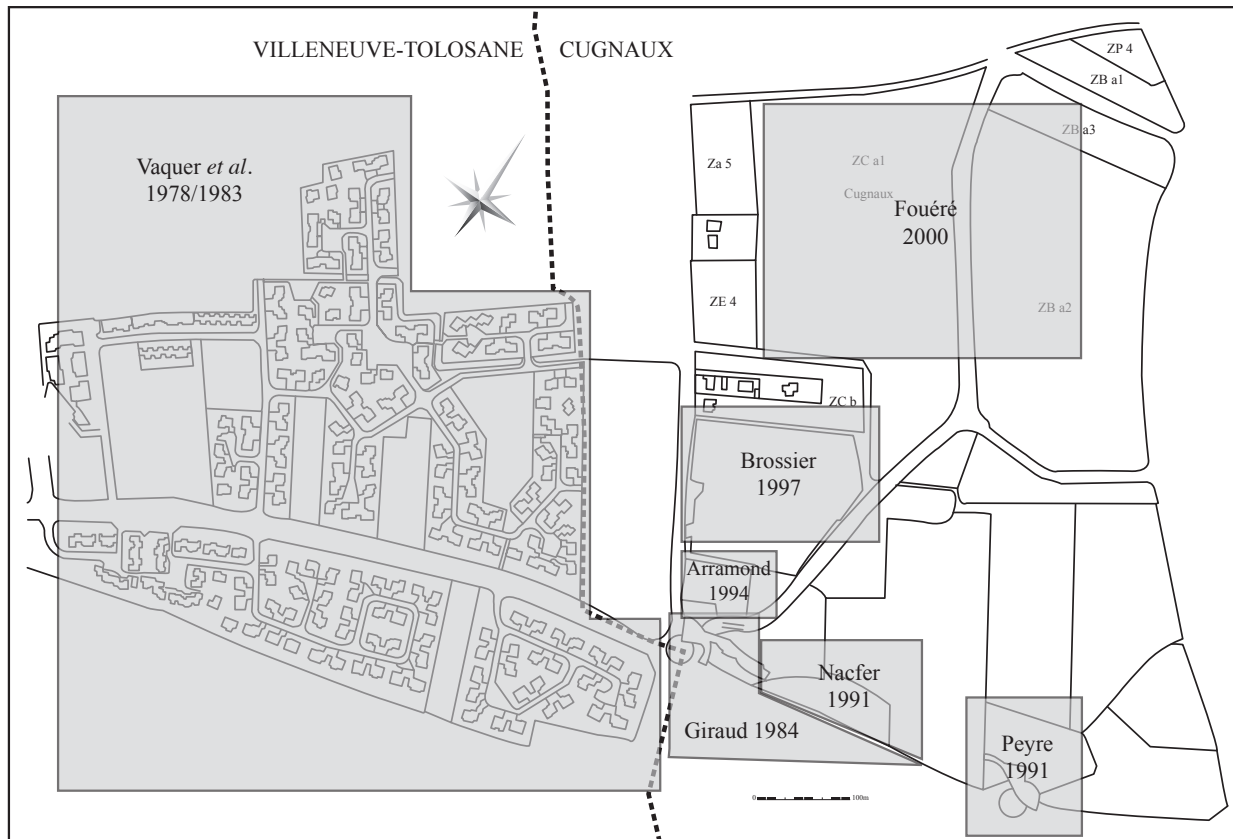 VILLENEUVE-TOLOSANE CUGNAUX
ZP 4
ZB a1
ZB a3
Vaquer et al.
1978/1983
Za 5
ZC a1
Cugnaux
Fouéré
2000
ZE 4
ZB a2
ZC b
Brossier
1997
Arramond
1994
Nacfer
1991
Giraud 1984
Peyre
1991
0 100m